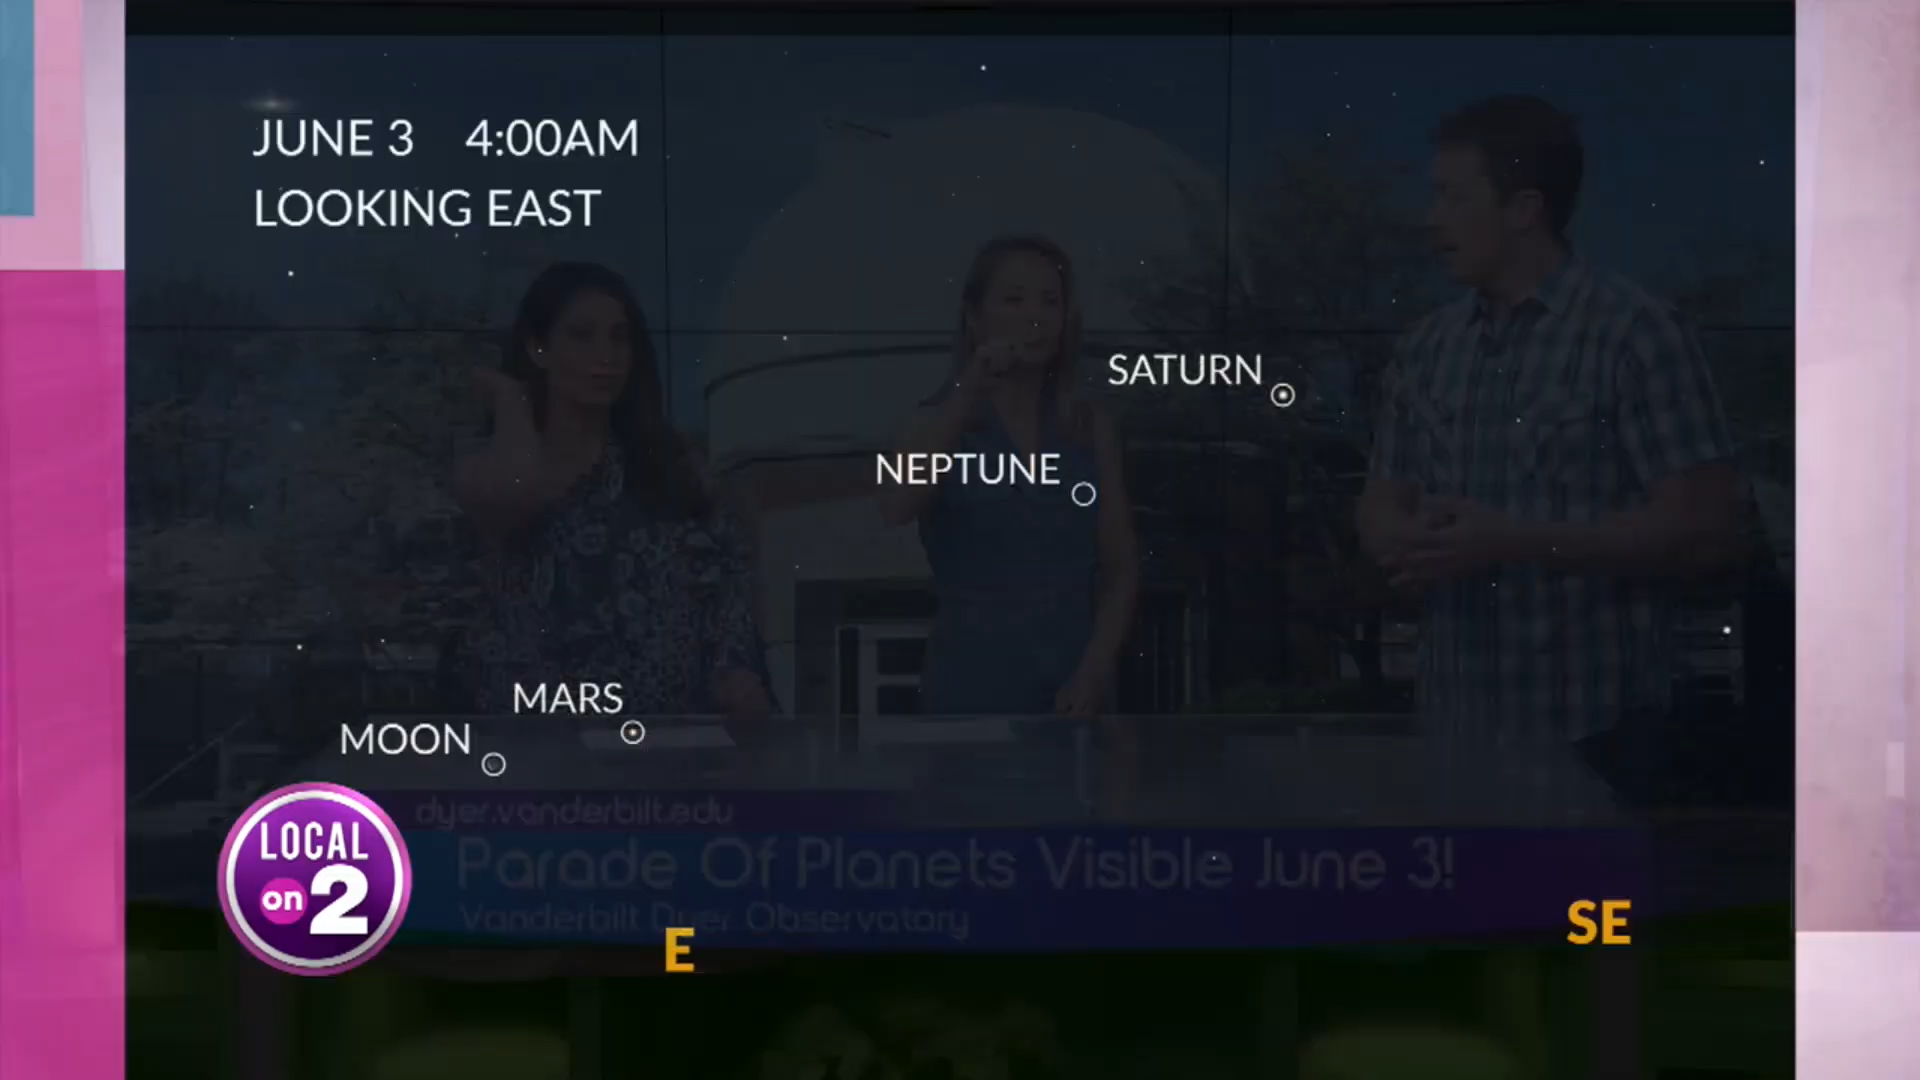 JUNE 3 4:00AM
LOOKING EAST
SATURN
NEPTUNE
MARS
MOON
dyer.vanderbilt.edu
LOCAL
on 2
Parade Of Planets Visible June 3!
Vanderbilt Dyer Observatory
E
SE